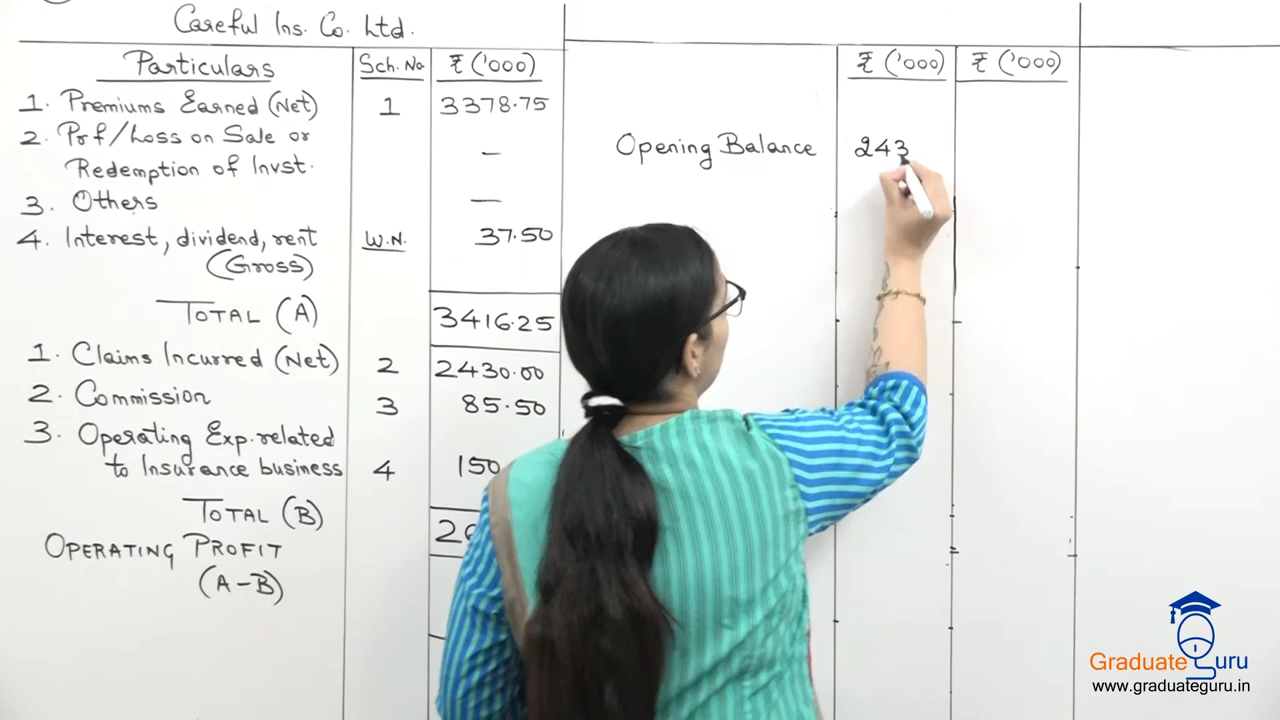 Careful Ins. Co. Ltd.
Particulars Sch. No ₹ ('000)
1. Premiums Earned (Net) 1 3378.75
2. Prf/Loss on Sale or
Redemption of Invst. —
3. Others —
4. Interest, dividend, rent W.N. 37.50
(Gross)
TOTAL (A) 3416.25
1. Claims Incurred (Net) 2 2430.00
2. Commission 3 85.50
3. Operating Exp. related
to Insurance business 4 150
TOTAL (B)
OPERATING PROFIT
(A-B)
₹ ('000) ₹ ('000)
Opening Balance 243
Graduate Guru
www.graduateguru.in